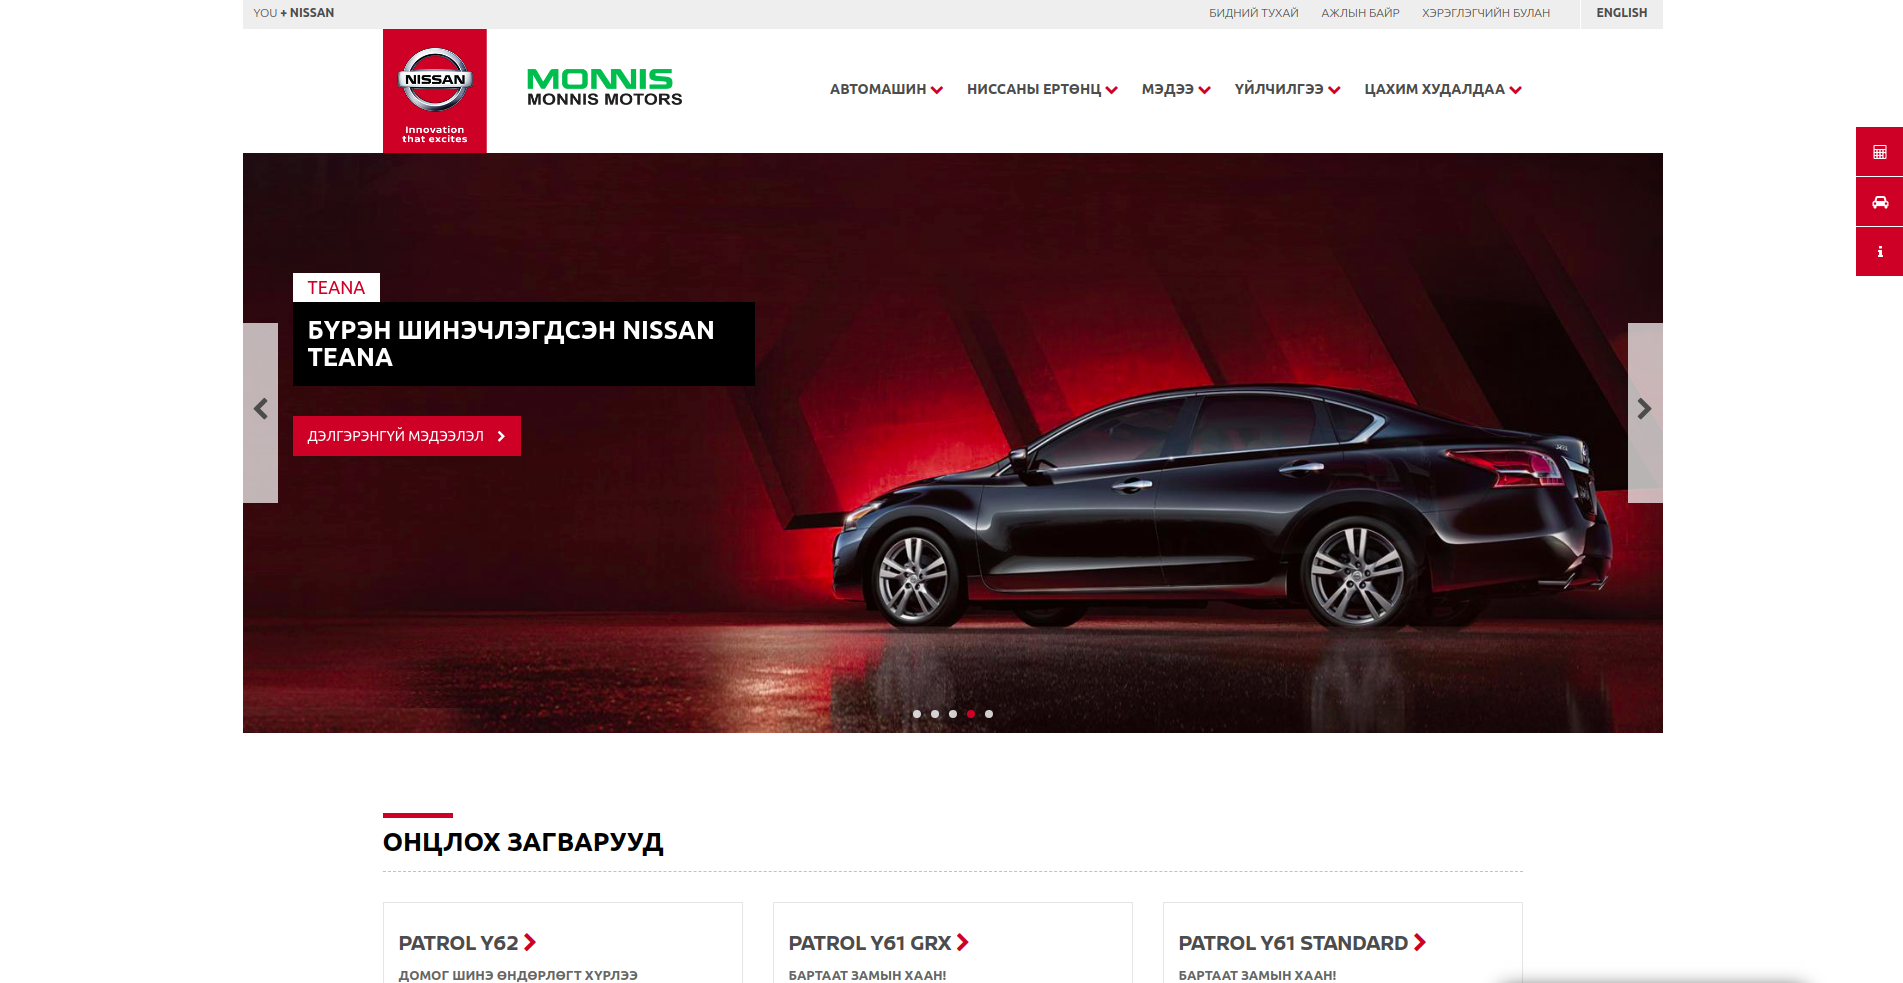 YOU + NISSAN
БИДНИЙ ТУХАЙ
АЖЛЫН БАЙР
ХЭРЭГЛЭГЧИЙН БУЛАН
ENGLISH
NISSAN
Innovation
that excites
MONNIS
MONNIS MOTORS
АВТОМАШИН
НИССАНЫ ЕРТӨНЦ
МЭДЭЭ
ҮЙЛЧИЛГЭЭ
ЦАХИМ ХУДАЛДАА
TEANA
БҮРЭН ШИНЭЧЛЭГДСЭН NISSAN
TEANA
ДЭЛГЭРЭНГҮЙ МЭДЭЭЛЭЛ
ОНЦЛОХ ЗАГВАРУУД
PATROL Y62
ДОМОГ ШИНЭ ӨНДӨРЛӨГТ ХҮРЛЭЭ
PATROL Y61 GRX
БАРТААТ ЗАМЫН ХААН!
PATROL Y61 STANDARD
БАРТААТ ЗАМЫН ХААН!